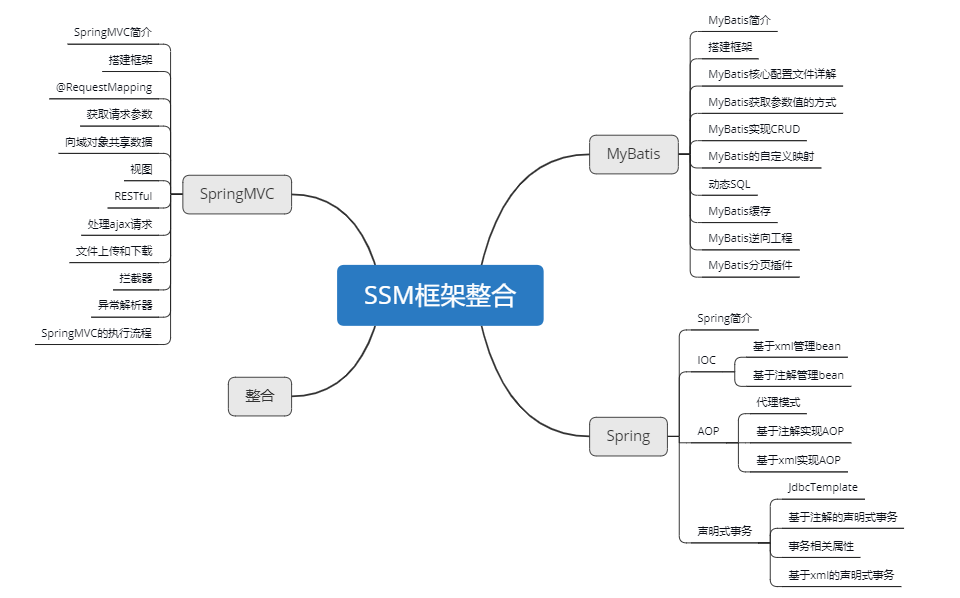 SSM框架整合
MyBatis
MyBatis简介
搭建框架
MyBatis核心配置文件详解
MyBatis获取参数值的方式
MyBatis实现CRUD
MyBatis的自定义映射
动态SQL
MyBatis缓存
MyBatis逆向工程
MyBatis分页插件
Spring
Spring简介
IOC
基于xml管理bean
基于注解管理bean
AOP
代理模式
基于注解实现AOP
基于xml实现AOP
声明式事务
JdbcTemplate
基于注解的声明式事务
事务相关属性
基于xml的声明式事务
SpringMVC
SpringMVC简介
搭建框架
@RequestMapping
获取请求参数
向域对象共享数据
视图
RESTful
处理ajax请求
文件上传和下载
拦截器
异常解析器
SpringMVC的执行流程
整合